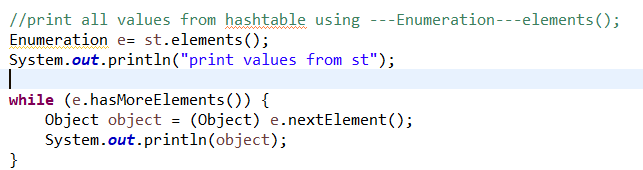 //print all values from hashtable using ---Enumeration---elements();
Enumeration e= st.elements();
System.out.println("print values from st");
while (e.hasMoreElements()) {
    Object object = (Object) e.nextElement();
    System.out.println(object);
}